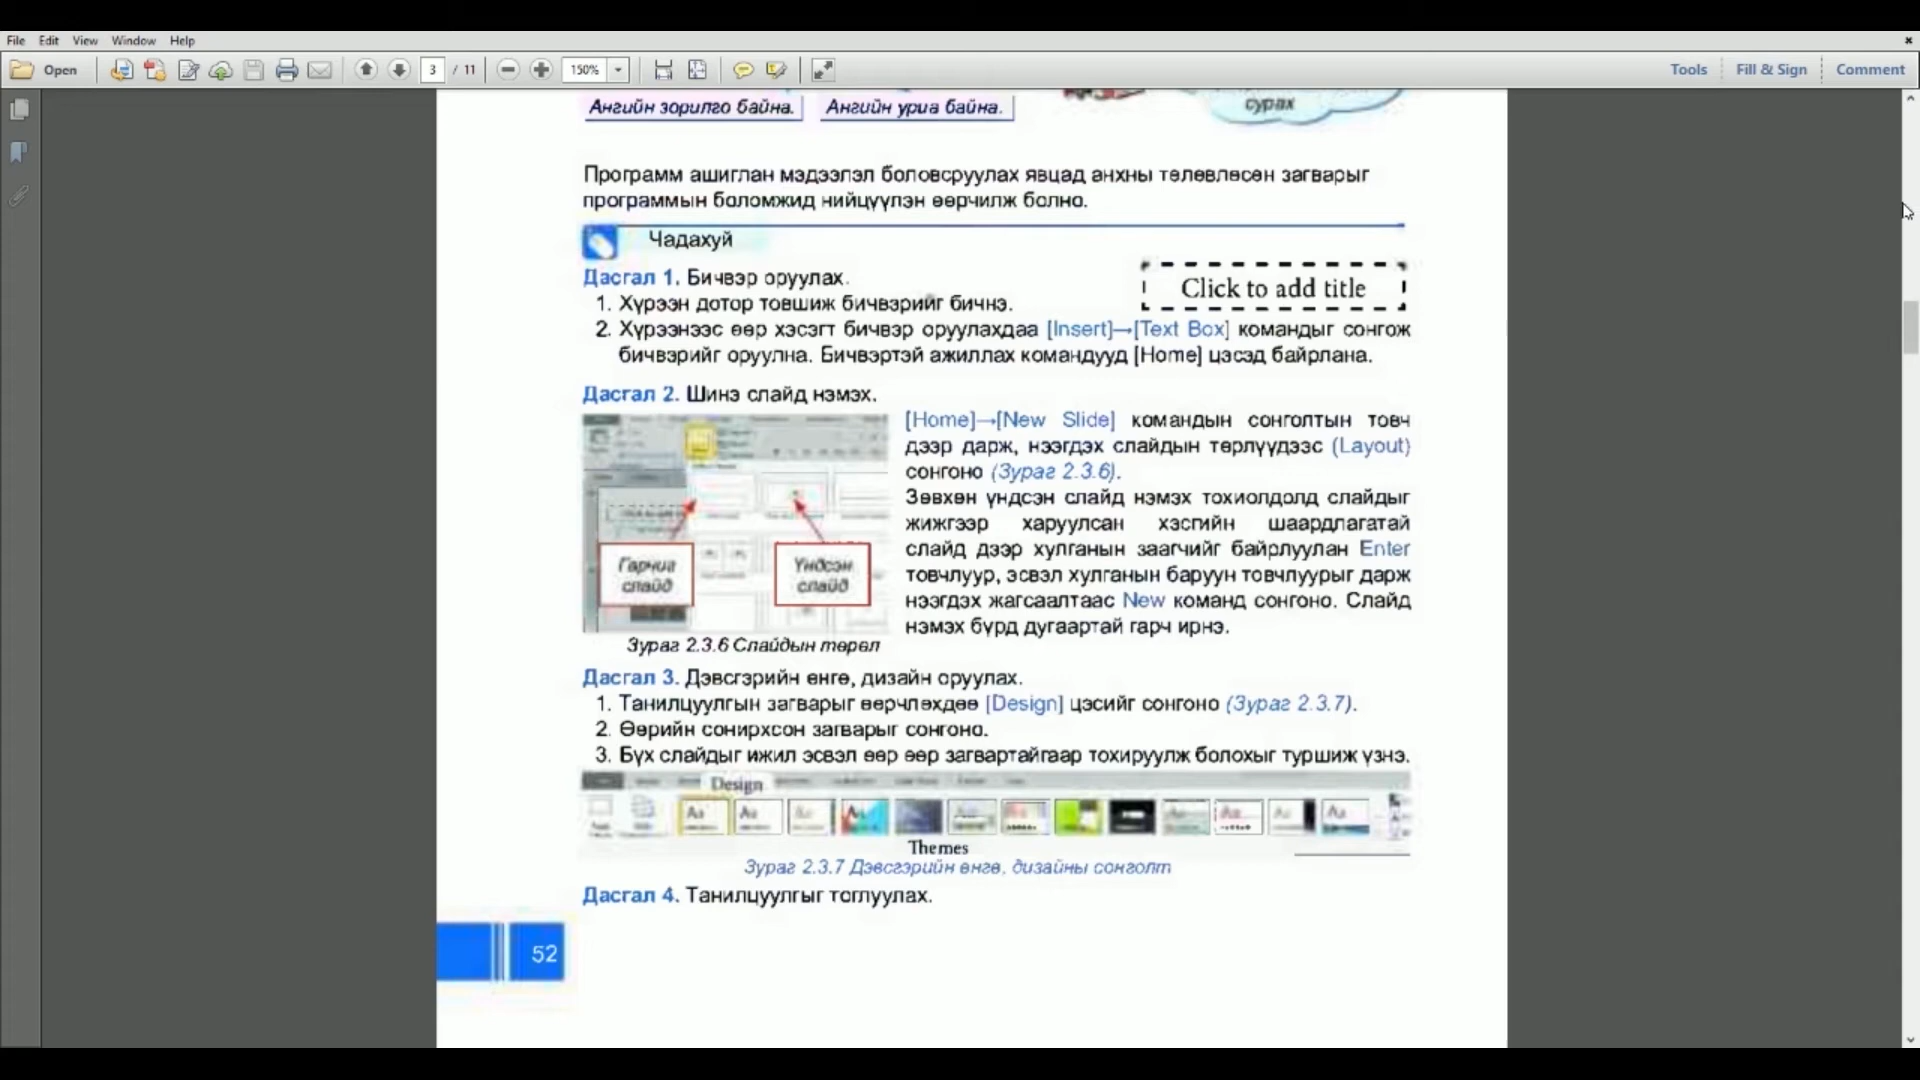 File Edit View Window Help
Open 3 / 11 150% Tools Fill & Sign Comment
Ангийн зорилго байна. Ангийн уриа байна. сурах
Программ ашиглан мэдээлэл боловсруулах явцад анхны төлөвлөсөн загварыг
программын боломжид нийцүүлэн өөрчилж болно.
Чадахуй
Дасгал 1. Бичвэр оруулах.
Click to add title
1. Хүрээн дотор товшиж бичвэрийг бичнэ.
2. Хүрээнээс өөр хэсэгт бичвэр оруулахдаа [Insert]→[Text Box] командыг сонгож
бичвэрийг оруулна. Бичвэртэй ажиллах командууд [Home] цэсэд байрлана.
Дасгал 2. Шинэ слайд нэмэх.
[Home]→[New Slide] командын сонголтын товч
дээр дарж, нээгдэх слайдын төрлүүдээс (Layout)
сонгоно (Зураг 2.3.6).
Зөвхөн үндсэн слайд нэмэх тохиолдолд слайдыг
жижгээр харуулсан хэсгийн шаардлагатай
слайд дээр хулганын заагчийг байрлуулан Enter
товчлуур, эсвэл хулганын баруун товчлуурыг дарж
нээгдэх жагсаалтаас New команд сонгоно. Слайд
нэмэх бүрд дугаартай гарч ирнэ.
Гарчиг
слайд
Үндсэн
слайд
Зураг 2.3.6 Слайдын төрөл
Дасгал 3. Дэвсгэрийн өнгө, дизайн оруулах.
1. Танилцуулгын загварыг өөрчлөхдөө [Design] цэсийг сонгоно (Зураг 2.3.7).
2. Өөрийн сонирхсон загварыг сонгоно.
3. Бүх слайдыг ижил эсвэл өөр өөр загвартайгаар тохируулж болохыг туршиж үзнэ.
Design
Themes
Зураг 2.3.7 Дэвсгэрийн өнгө, дизайны сонголт
Дасгал 4. Танилцуулгыг тоглуулах.
52